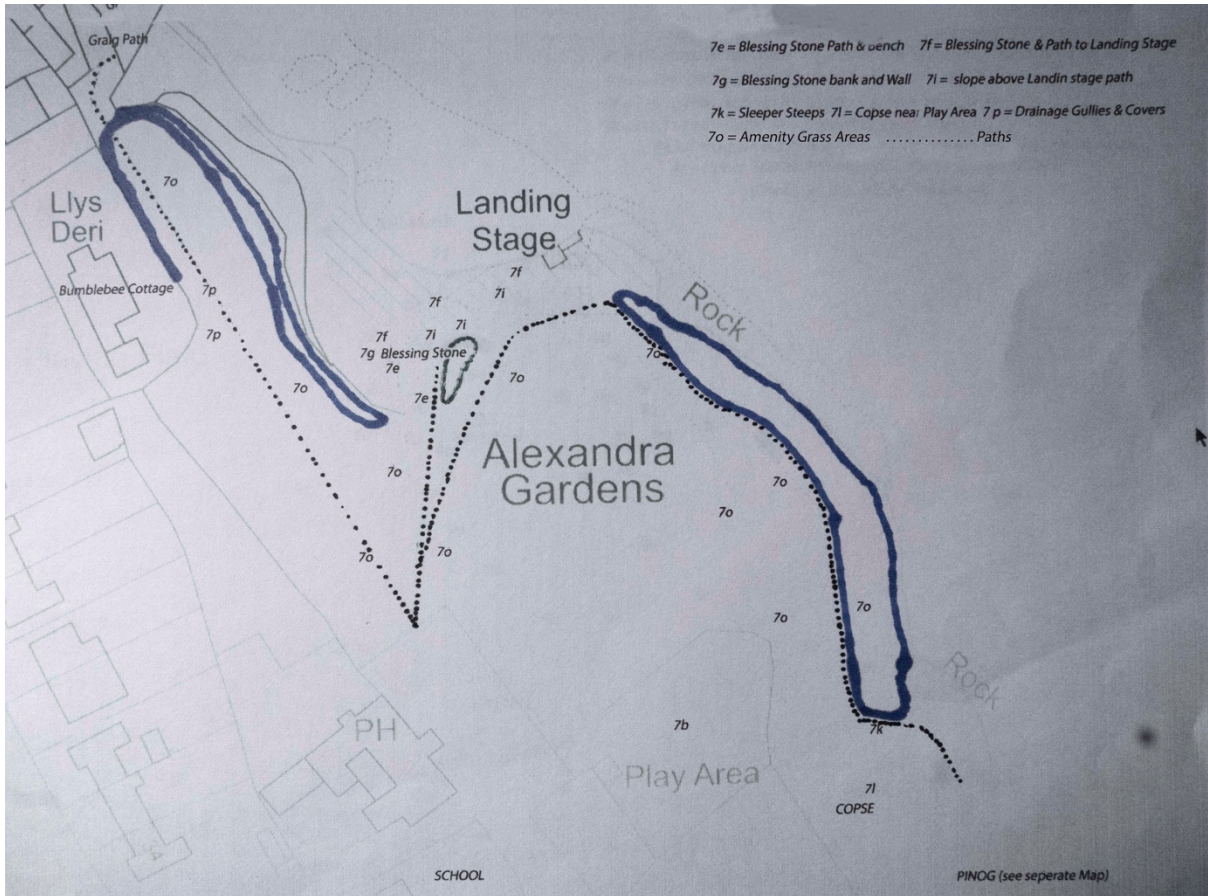 7e = Blessing Stone Path & bench 7f = Blessing Stone & Path to Landing Stage
7g = Blessing Stone bank and Wall 7i = slope above Landin stage path
7k = Sleeper Steeps 7l = Copse near Play Area 7 p = Drainage Gullies & Covers
7o = Amenity Grass Areas ............. Paths
Graig Path
7o
Llys
Deri
Bumblebee Cottage
7p
7p
Landing
Stage
7f
7i
7f
7i
7i
7f
7g Blessing Stone
7e
7e
7o
7o
7o
Rock
7o
Alexandra
Gardens
7o
7o
7o
7o
7o
7o
7o
Rock
PH
7b
Play Area
7k
7l
COPSE
34
SCHOOL
PINOG (see seperate Map)